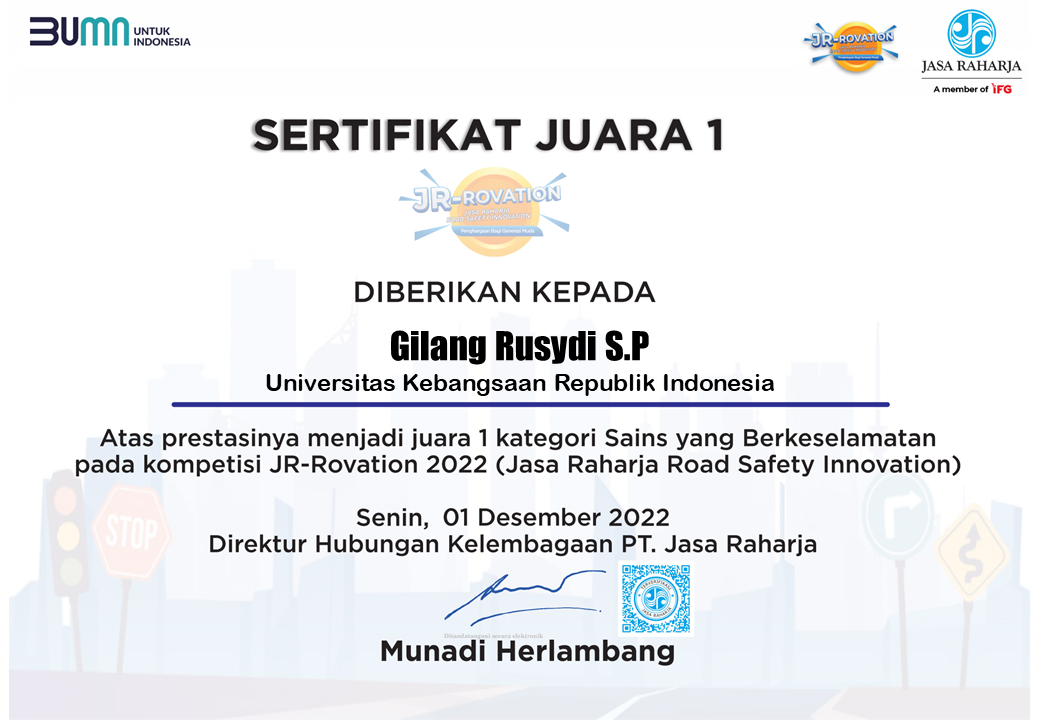 BUMN UNTUK
INDONESIA
JR-ROVATION
JASA RAHARJA
A member of IFG
SERTIFIKAT JUARA 1
JR-ROVATION
JASA RAHARJA
ROAD SAFETY INNOVATION
Penghargaan Bagi Generasi Muda
DIBERIKAN KEPADA
Gilang Rusydi S.P
Universitas Kebangsaan Republik Indonesia
Atas prestasinya menjadi juara 1 kategori Sains yang Berkeselamatan
pada kompetisi JR-Rovation 2022 (Jasa Raharja Road Safety Innovation)
STOP
Senin, 01 Desember 2022
Direktur Hubungan Kelembagaan PT. Jasa Raharja
TERVERIFIKASI
JASA RAHARJA
Ditandatangani secara elektronik
Munadi Herlambang